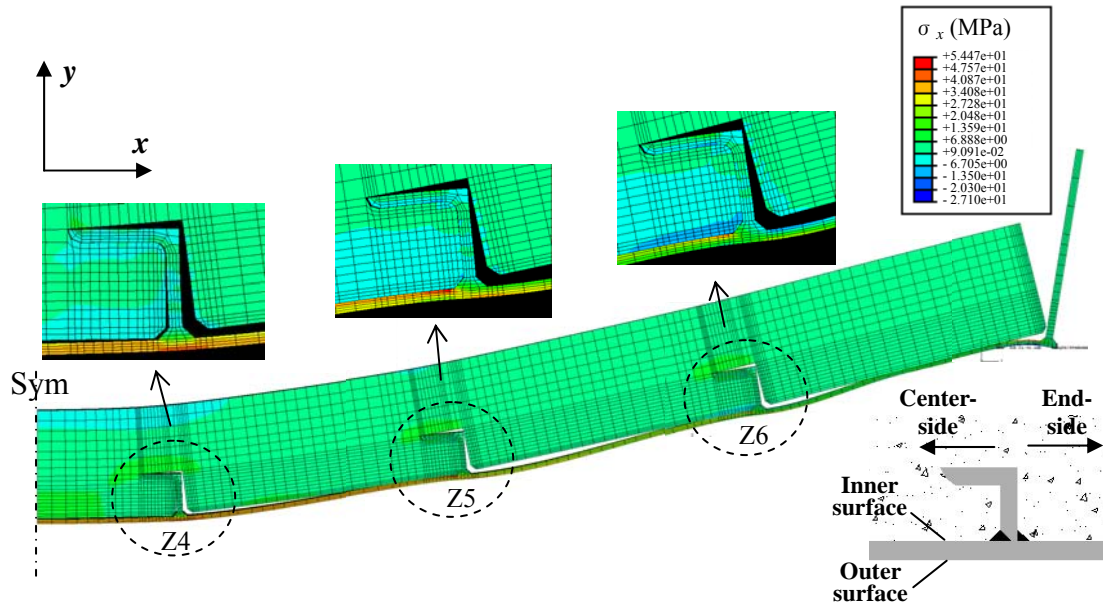 y
x
σ x (MPa)
+5.447e+01
+4.757e+01
+4.087e+01
+3.408e+01
+2.728e+01
+2.048e+01
+1.359e+01
+6.888e+00
+9.091e-02
- 6.705e+00
- 1.350e+01
- 2.030e+01
- 2.710e+01
Sym
Z4
Z5
Z6
Center-
side
End-
side
Inner
surface
Outer
surface